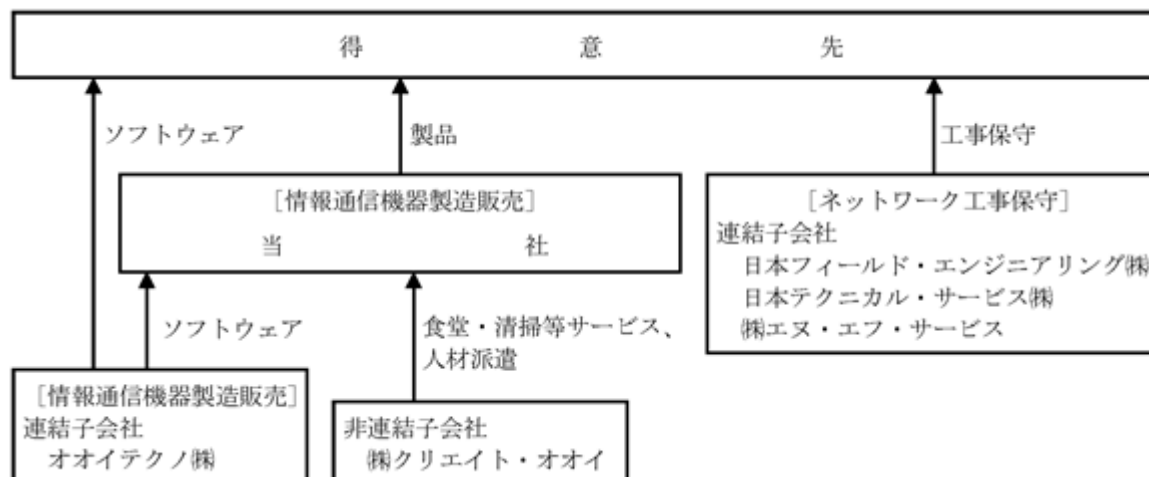 得意先
ソフトウェア
製品
工事保守
[情報通信機器製造販売]
当社
[ネットワーク工事保守]
連結子会社
日本フィールド・エンジニアリング㈱
日本テクニカル・サービス㈱
㈱エヌ・エフ・サービス
ソフトウェア
食堂・清掃等サービス、
人材派遣
[情報通信機器製造販売]
連結子会社
オオイテクノ㈱
非連結子会社
㈱クリエイト・オオイ